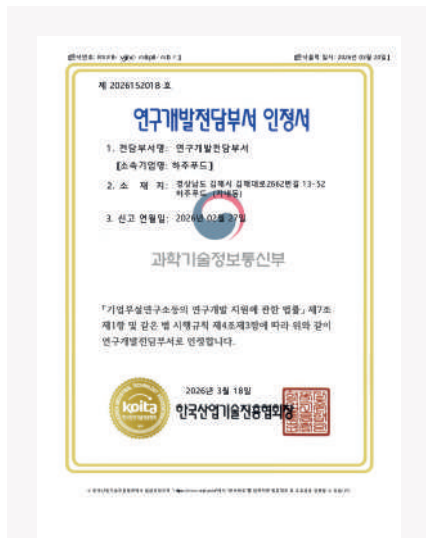 제 2026152018 호
연구개발전담부서 인정서
1. 전담부서명: 연구개발전담부서
【소속기업명: 하주푸드】
2. 소 재 지: 경상남도 김해시 김해대로2662번길 13-52
하주푸드 (지내동)
3. 신고 연월일: 2026년 02월 27일
과학기술정보통신부
「기업부설연구소등의 연구개발 지원에 관한 법률」 제7조
제1항 및 같은 법 시행규칙 제4조제3항에 따라 위와 같이
연구개발전담부서로 인정합니다.
2026년 3월 18일
koita
한국산업기술진흥협회장